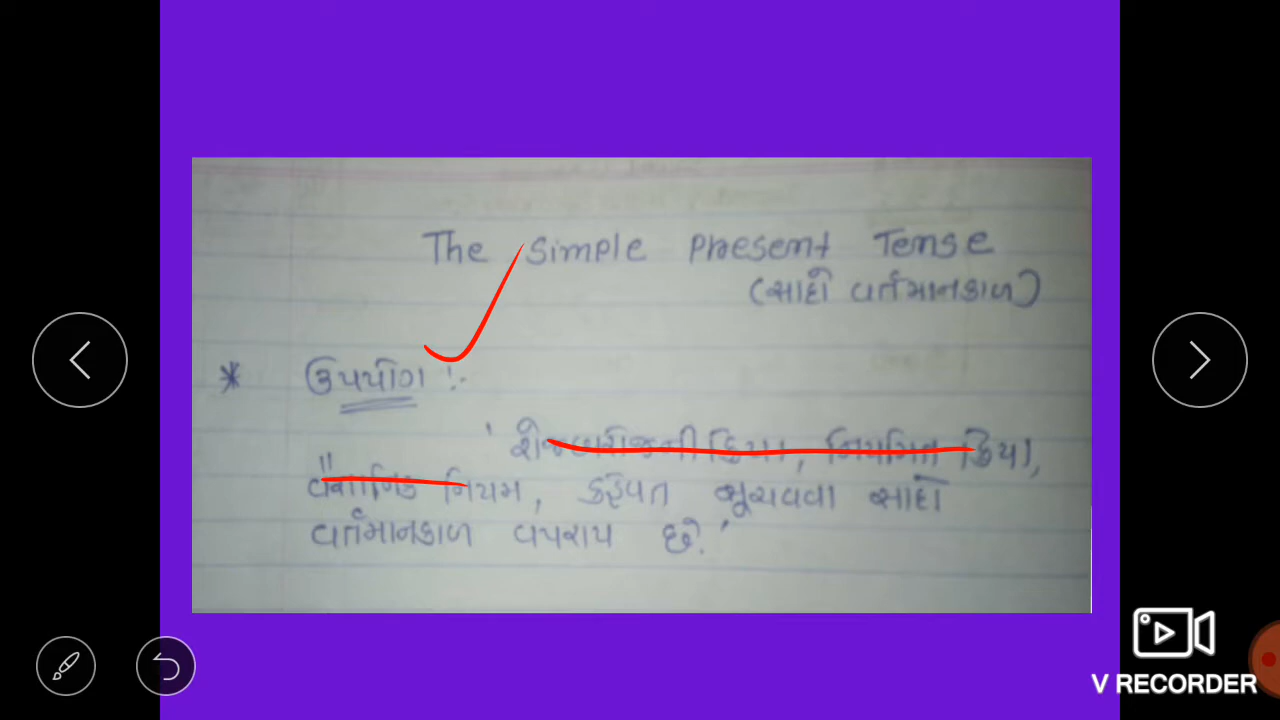 The Simple Present Tense
(સાદો વર્તમાનકાળ)
* ઉપયોગ :-
' રોજબરોજની ક્રિયા, નિયમિત ક્રિયા,
વૈજ્ઞાનિક નિયમ, કહેવત સૂચવવા સાદો
વર્તમાનકાળ વપરાય છે. '
V RECORDER